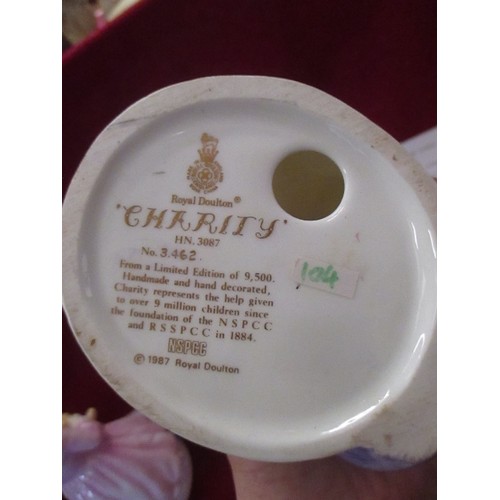 Royal Doulton®
"CHARITY"
HN. 3087
No. 3.462.
From a Limited Edition of 9,500.
Handmade and hand decorated,
Charity represents the help given
to over 9 million children since
the foundation of the NSPCC
and RSSPCC in 1884.
NSPCC
© 1987 Royal Doulton
104